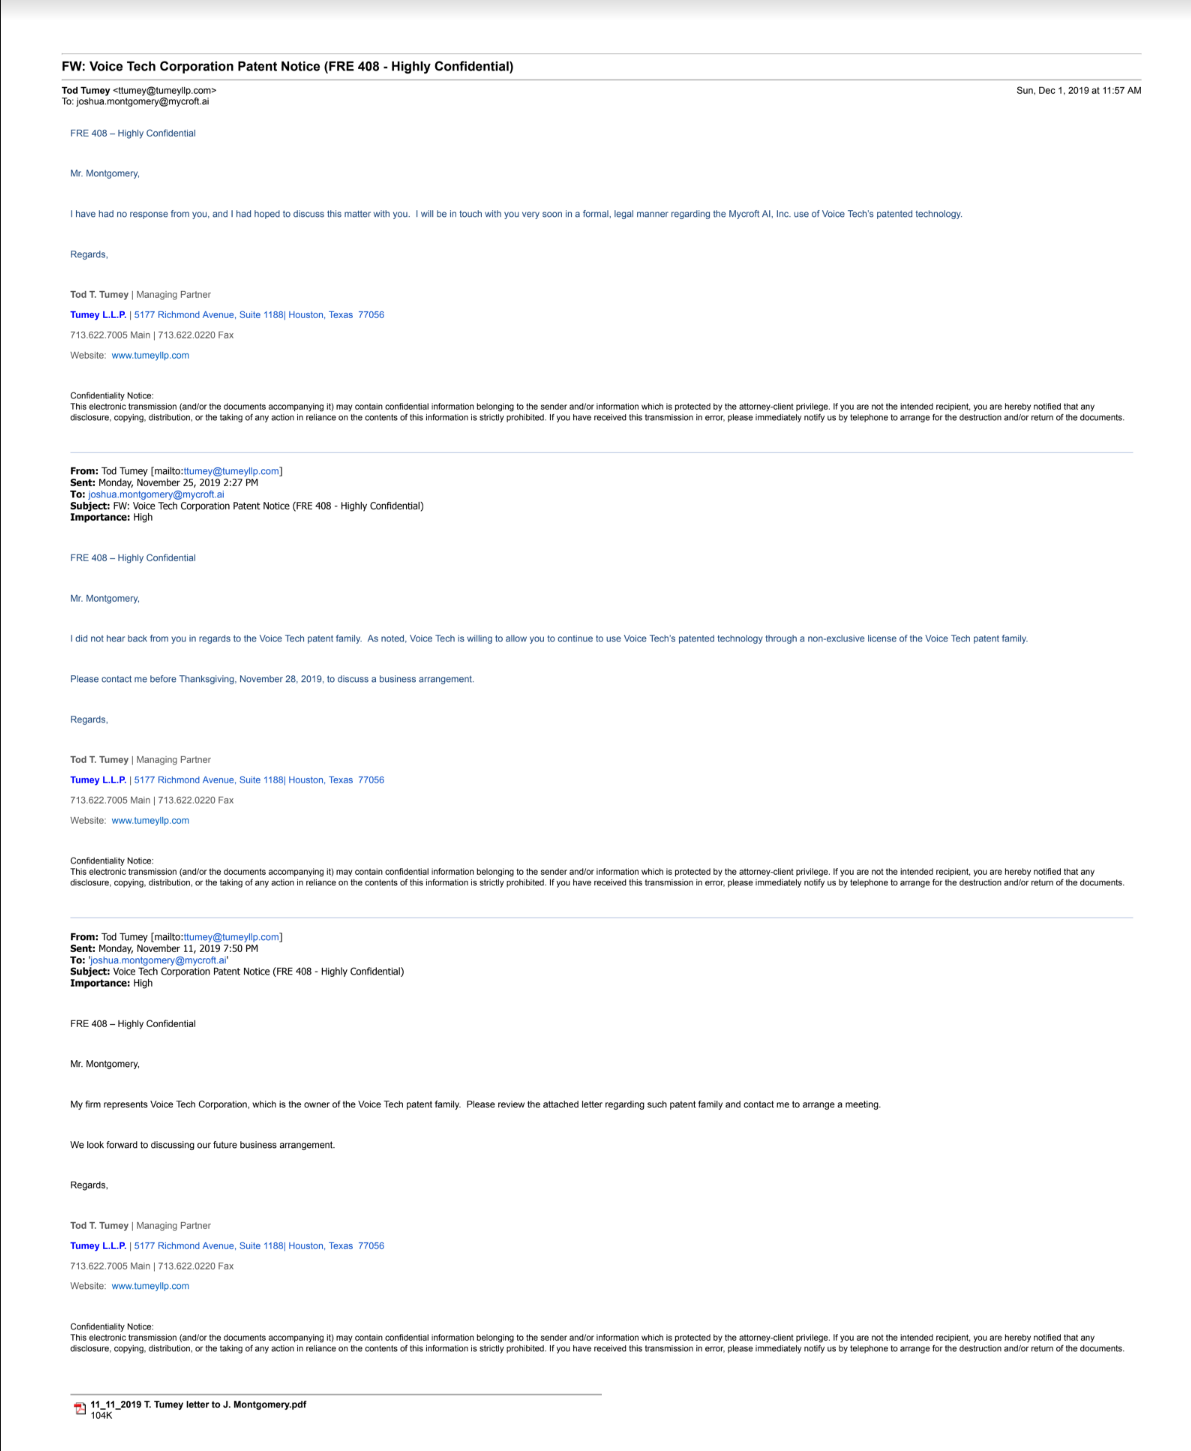 FW: Voice Tech Corporation Patent Notice (FRE 408 - Highly Confidential)
Tod Tumey <ttumey@tumeyllp.com> Sun, Dec 1, 2019 at 11:57 AM
To: joshua.montgomery@mycroft.ai
FRE 408 – Highly Confidential
Mr. Montgomery,
I have had no response from you, and I had hoped to discuss this matter with you.  I will be in touch with you very soon in a formal, legal manner regarding the Mycroft AI, Inc. use of Voice Tech's patented technology.
Regards,
Tod T. Tumey | Managing Partner
Tumey L.L.P. | 5177 Richmond Avenue, Suite 1188| Houston, Texas  77056
713.622.7005 Main | 713.622.0220 Fax
Website:  www.tumeyllp.com
Confidentiality Notice:
This electronic transmission (and/or the documents accompanying it) may contain confidential information belonging to the sender and/or information which is protected by the attorney-client privilege. If you are not the intended recipient, you are hereby notified that any
disclosure, copying, distribution, or the taking of any action in reliance on the contents of this information is strictly prohibited. If you have received this transmission in error, please immediately notify us by telephone to arrange for the destruction and/or return of the documents.
From: Tod Tumey [mailto:ttumey@tumeyllp.com]
Sent: Monday, November 25, 2019 2:27 PM
To: joshua.montgomery@mycroft.ai
Subject: FW: Voice Tech Corporation Patent Notice (FRE 408 - Highly Confidential)
Importance: High
FRE 408 – Highly Confidential
Mr. Montgomery,
I did not hear back from you in regards to the Voice Tech patent family.  As noted, Voice Tech is willing to allow you to continue to use Voice Tech's patented technology through a non-exclusive license of the Voice Tech patent family.
Please contact me before Thanksgiving, November 28, 2019, to discuss a business arrangement.
Regards,
Tod T. Tumey | Managing Partner
Tumey L.L.P. | 5177 Richmond Avenue, Suite 1188| Houston, Texas  77056
713.622.7005 Main | 713.622.0220 Fax
Website:  www.tumeyllp.com
Confidentiality Notice:
This electronic transmission (and/or the documents accompanying it) may contain confidential information belonging to the sender and/or information which is protected by the attorney-client privilege. If you are not the intended recipient, you are hereby notified that any
disclosure, copying, distribution, or the taking of any action in reliance on the contents of this information is strictly prohibited. If you have received this transmission in error, please immediately notify us by telephone to arrange for the destruction and/or return of the documents.
From: Tod Tumey [mailto:ttumey@tumeyllp.com]
Sent: Monday, November 11, 2019 7:50 PM
To: 'joshua.montgomery@mycroft.ai'
Subject: Voice Tech Corporation Patent Notice (FRE 408 - Highly Confidential)
Importance: High
FRE 408 – Highly Confidential
Mr. Montgomery,
My firm represents Voice Tech Corporation, which is the owner of the Voice Tech patent family.  Please review the attached letter regarding such patent family and contact me to arrange a meeting.
We look forward to discussing our future business arrangement.
Regards,
Tod T. Tumey | Managing Partner
Tumey L.L.P. | 5177 Richmond Avenue, Suite 1188| Houston, Texas  77056
713.622.7005 Main | 713.622.0220 Fax
Website:  www.tumeyllp.com
Confidentiality Notice:
This electronic transmission (and/or the documents accompanying it) may contain confidential information belonging to the sender and/or information which is protected by the attorney-client privilege. If you are not the intended recipient, you are hereby notified that any
disclosure, copying, distribution, or the taking of any action in reliance on the contents of this information is strictly prohibited. If you have received this transmission in error, please immediately notify us by telephone to arrange for the destruction and/or return of the documents.
11_11_2019 T. Tumey letter to J. Montgomery.pdf
104K